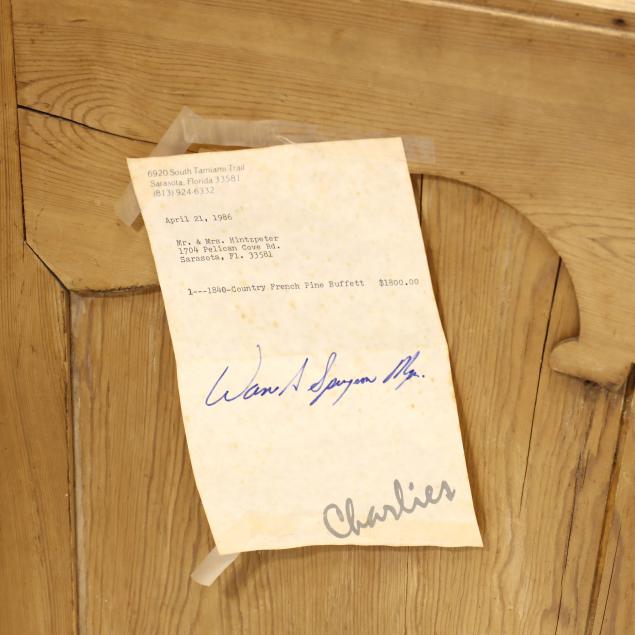 6920 South Tamiami Trail
Sarasota, Florida 33581
(813) 924-6332
April 21, 1986
Mr. & Mrs. Hintzpeter
1704 Pelican Cove Rd.
Sarasota, Fl. 33581
1---1840-Country French Pine Buffett $1800.00
Mgr.
Charlies